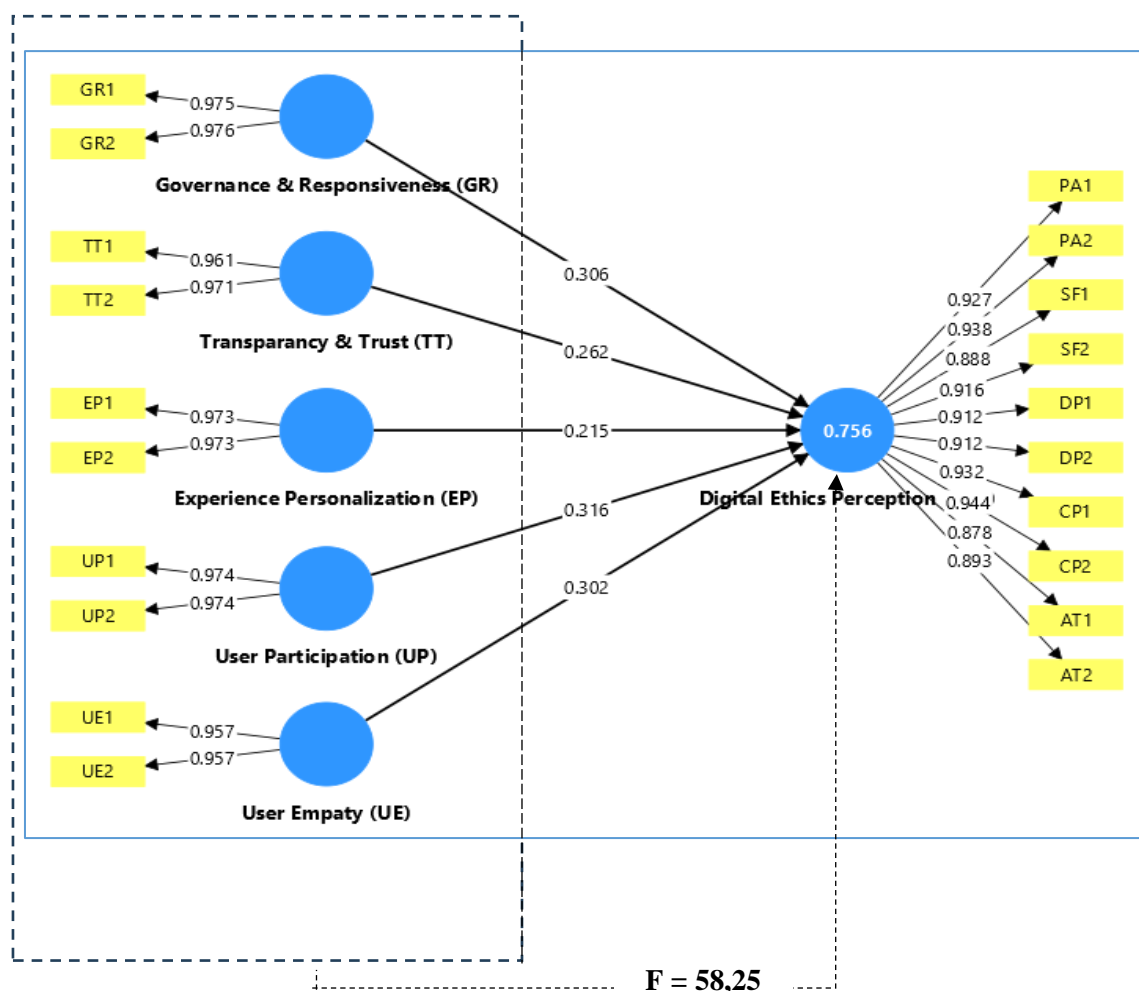 GR1
0.975
GR2
0.976
Governance & Responsiveness (GR)
0.306
TT1
0.961
TT2
0.971
Transparancy & Trust (TT)
0.262
EP1
0.973
EP2
0.973
Experience Personalization (EP)
0.215
UP1
0.974
UP2
0.974
User Participation (UP)
0.316
UE1
0.957
UE2
0.957
User Empaty (UE)
0.302
0.756
Digital Ethics Perception
0.927
0.938
0.888
0.916
0.912
0.912
0.932
0.944
0.878
0.893
PA1
PA2
SF1
SF2
DP1
DP2
CP1
CP2
AT1
AT2
F = 58,25